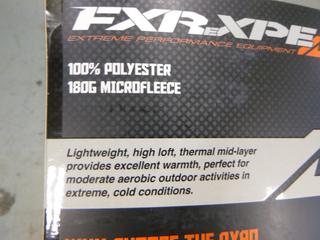 FXR EXPE
EXTREME PERFORMANCE EQUIPMENT
100% POLYESTER
180G MICROFLEECE
Lightweight, high loft, thermal mid-layer
provides excellent warmth, perfect for
moderate aerobic outdoor activities in
extreme, cold conditions.